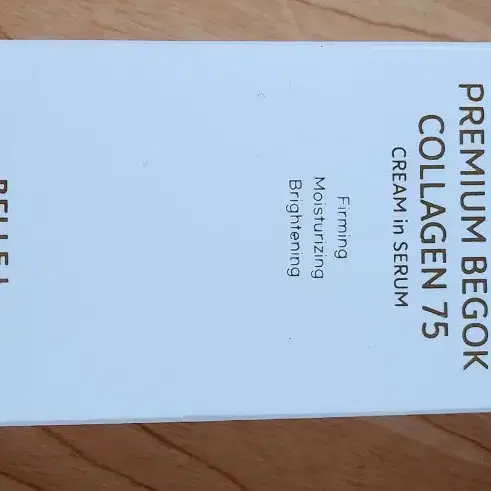 PREMIUM BEGOK
COLLAGEN 75
CREAM in SERUM
Firming
Moisturizing
Brightening